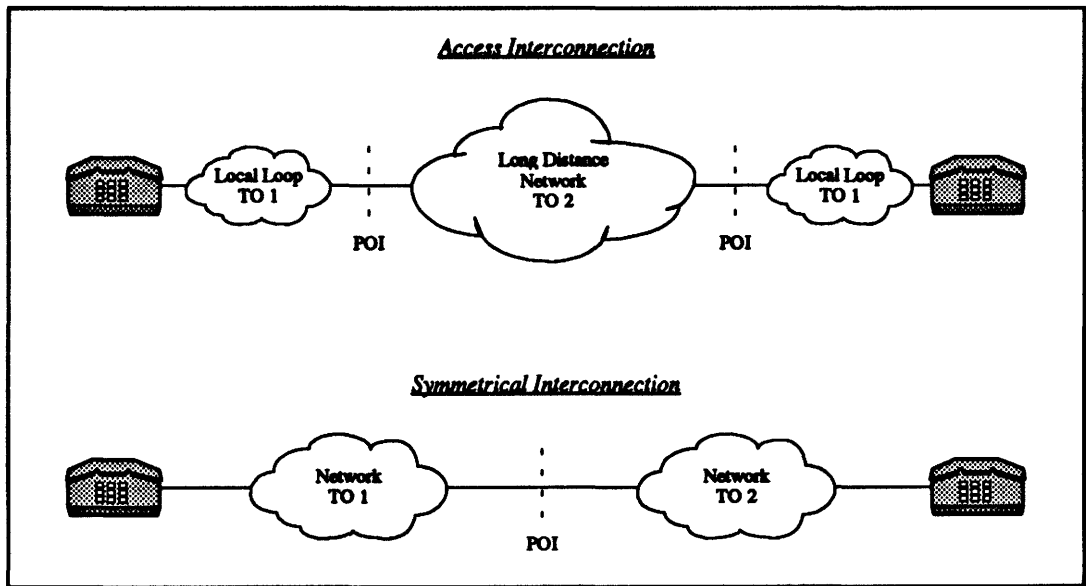 Access Interconnection
Local Loop
TO 1
POI
Long Distance
Network
TO 2
POI
Local Loop
TO 1
Symmetrical Interconnection
Network
TO 1
POI
Network
TO 2